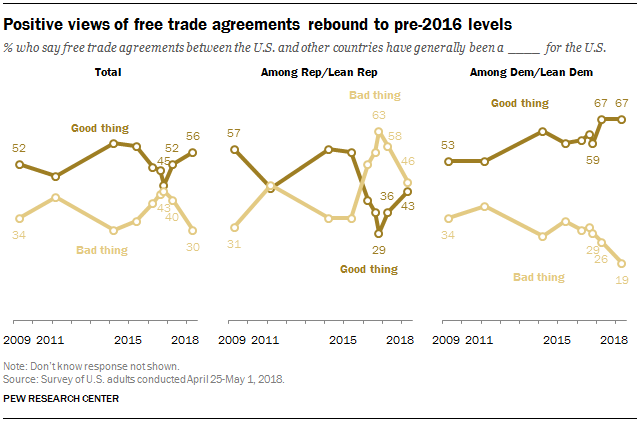 Positive views of free trade agreements rebound to pre-2016 levels
% who say free trade agreements between the U.S. and other countries have generally been a ____ for the U.S.
Total
Among Rep/Lean Rep
Among Dem/Lean Dem
Good thing
52
45
52
56
34
43
40
30
Bad thing
2009 2011 2015 2018
Bad thing
57
63
58
46
31
36
43
29
Good thing
2009 2011 2015 2018
Good thing
53
67 67
59
34
29
26
19
Bad thing
2009 2011 2015 2018
Note: Don't know response not shown.
Source: Survey of U.S. adults conducted April 25-May 1, 2018.
PEW RESEARCH CENTER